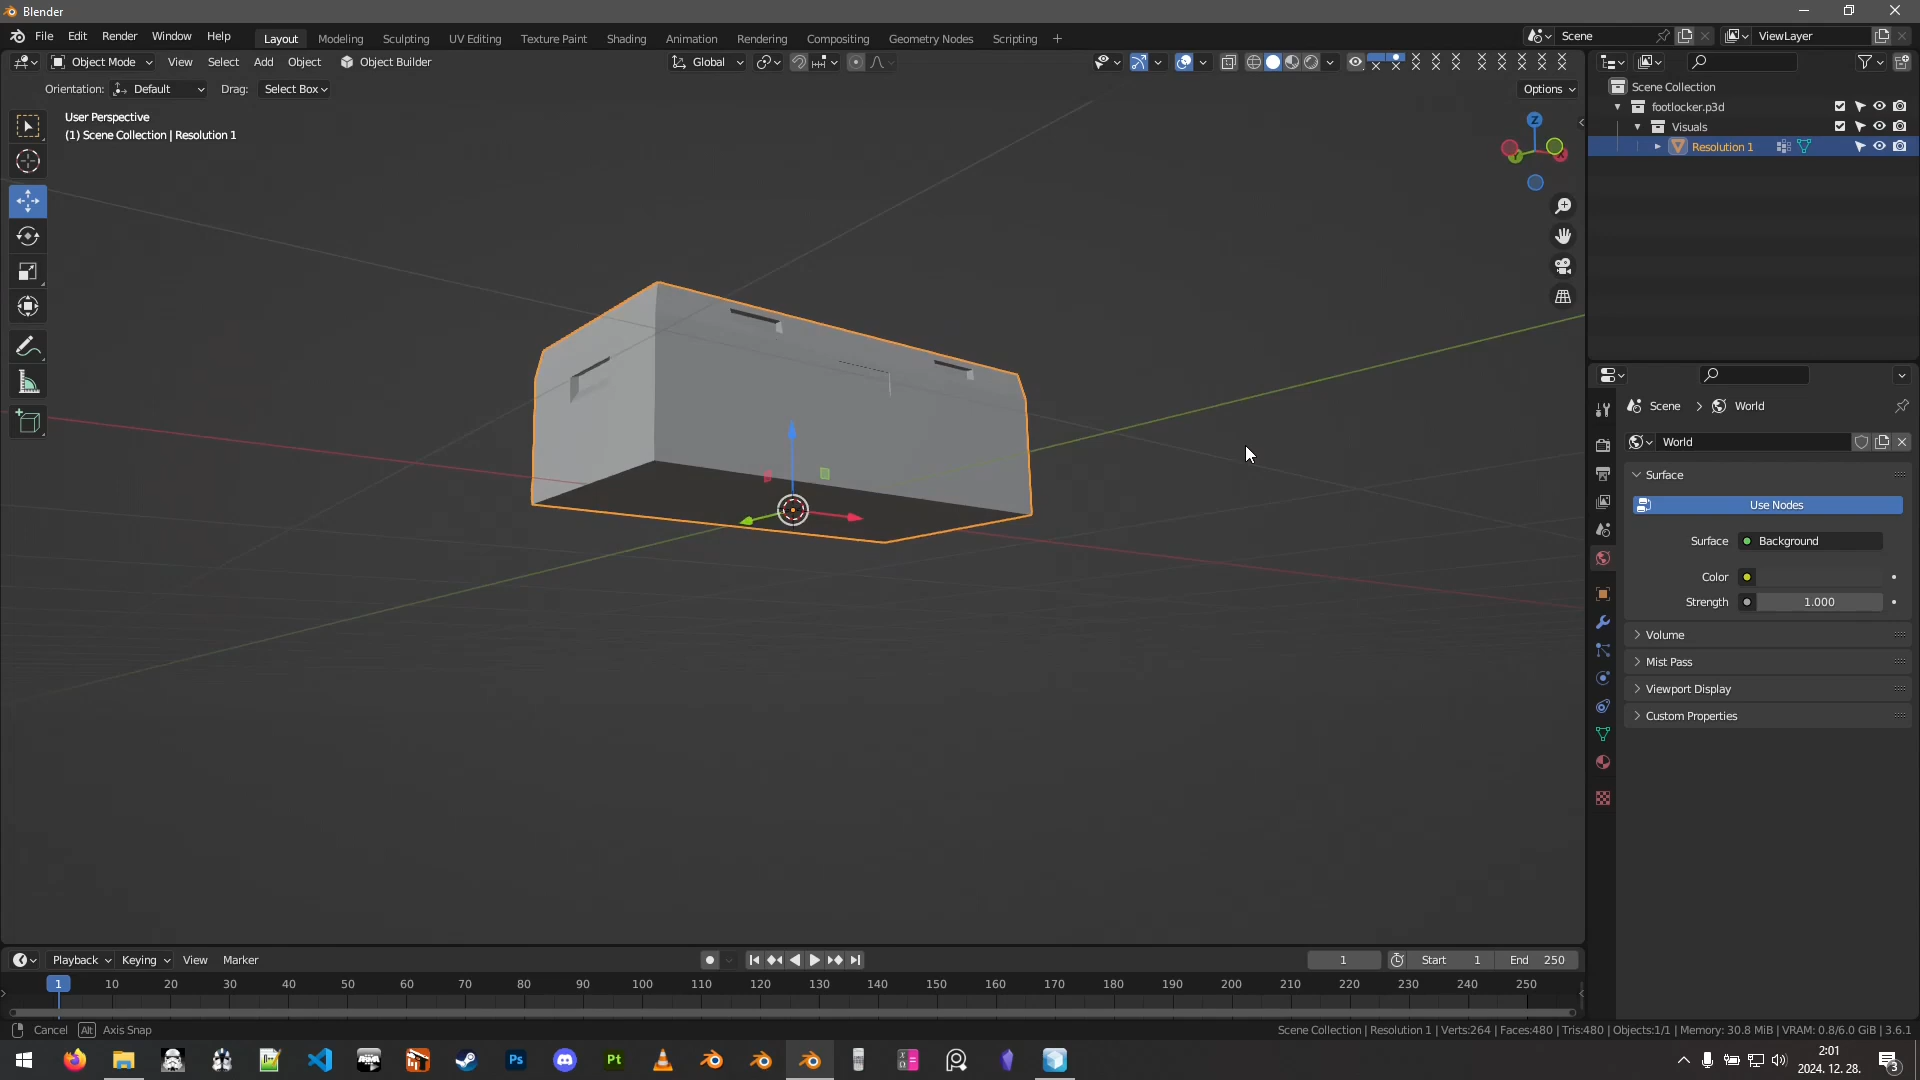 Blender
File Edit Render Window Help
Layout Modeling Sculpting UV Editing Texture Paint Shading Animation Rendering Compositing Geometry Nodes Scripting +
Scene
ViewLayer
Object Mode View Select Add Object Object Builder
Global
Orientation: Default Drag: Select Box
Options
User Perspective
(1) Scene Collection | Resolution 1
Z
Y
X
Scene Collection
footlocker.p3d
Visuals
Resolution 1
Scene > World
World
Surface
Use Nodes
Surface Background
Color
Strength 1.000
Volume
Mist Pass
Viewport Display
Custom Properties
Playback Keying View Marker
1 Start 1 End 250
1 10 20 30 40 50 60 70 80 90 100 110 120 130 140 150 160 170 180 190 200 210 220 230 240 250
Cancel Alt Axis Snap
Scene Collection | Resolution 1 | Verts:264 | Faces:480 | Tris:480 | Objects:1/1 | Memory: 30.8 MiB | VRAM: 0.8/6.0 GiB | 3.6.1
Ps
Pt
2:01
2024. 12. 28.
3